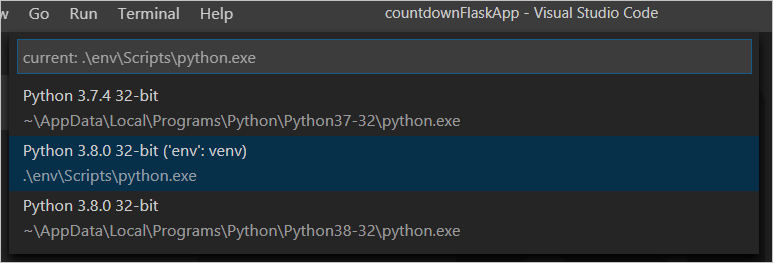 Go Run Terminal Help countdownFlaskApp - Visual Studio Code
current: .\env\Scripts\python.exe
Python 3.7.4 32-bit
~\AppData\Local\Programs\Python\Python37-32\python.exe
Python 3.8.0 32-bit ('env': venv)
.\env\Scripts\python.exe
Python 3.8.0 32-bit
~\AppData\Local\Programs\Python\Python38-32\python.exe